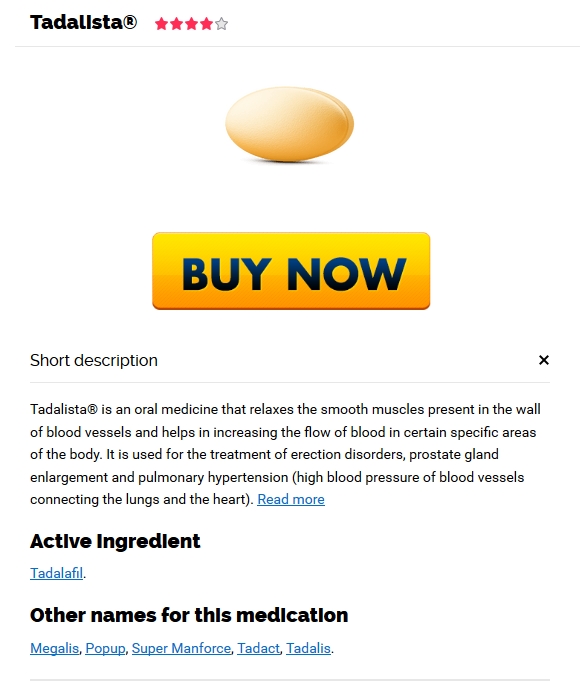 Tadalista®
BUY NOW
Short description
Tadalista® is an oral medicine that relaxes the smooth muscles present in the wall
of blood vessels and helps in increasing the flow of blood in certain specific areas
of the body. It is used for the treatment of erection disorders, prostate gland
enlargement and pulmonary hypertension (high blood pressure of blood vessels
connecting the lungs and the heart). Read more
Active Ingredient
Tadalafil.
Other names for this medication
Megalis, Popup, Super Manforce, Tadact, Tadalis.